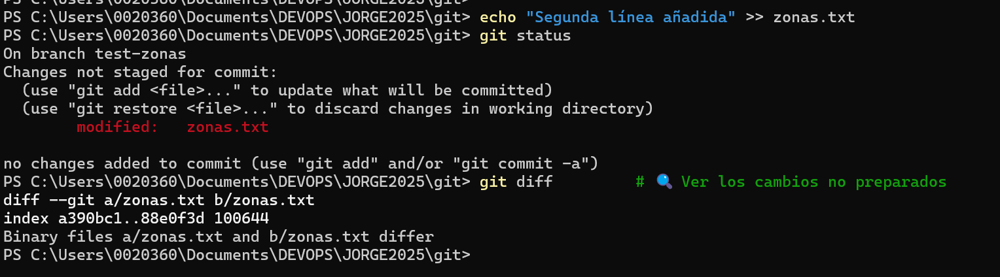 PS C:\Users\0020360\Documents\DEVOPS\JORGE2025\git>
PS C:\Users\0020360\Documents\DEVOPS\JORGE2025\git> echo "Segunda línea añadida" >> zonas.txt
PS C:\Users\0020360\Documents\DEVOPS\JORGE2025\git> git status
On branch test-zonas
Changes not staged for commit:
  (use "git add <file>..." to update what will be committed)
  (use "git restore <file>..." to discard changes in working directory)
        modified:   zonas.txt

no changes added to commit (use "git add" and/or "git commit -a")
PS C:\Users\0020360\Documents\DEVOPS\JORGE2025\git> git diff         # 🔍 Ver los cambios no preparados
diff --git a/zonas.txt b/zonas.txt
index a390bc1..88e0f3d 100644
Binary files a/zonas.txt and b/zonas.txt differ
PS C:\Users\0020360\Documents\DEVOPS\JORGE2025\git>